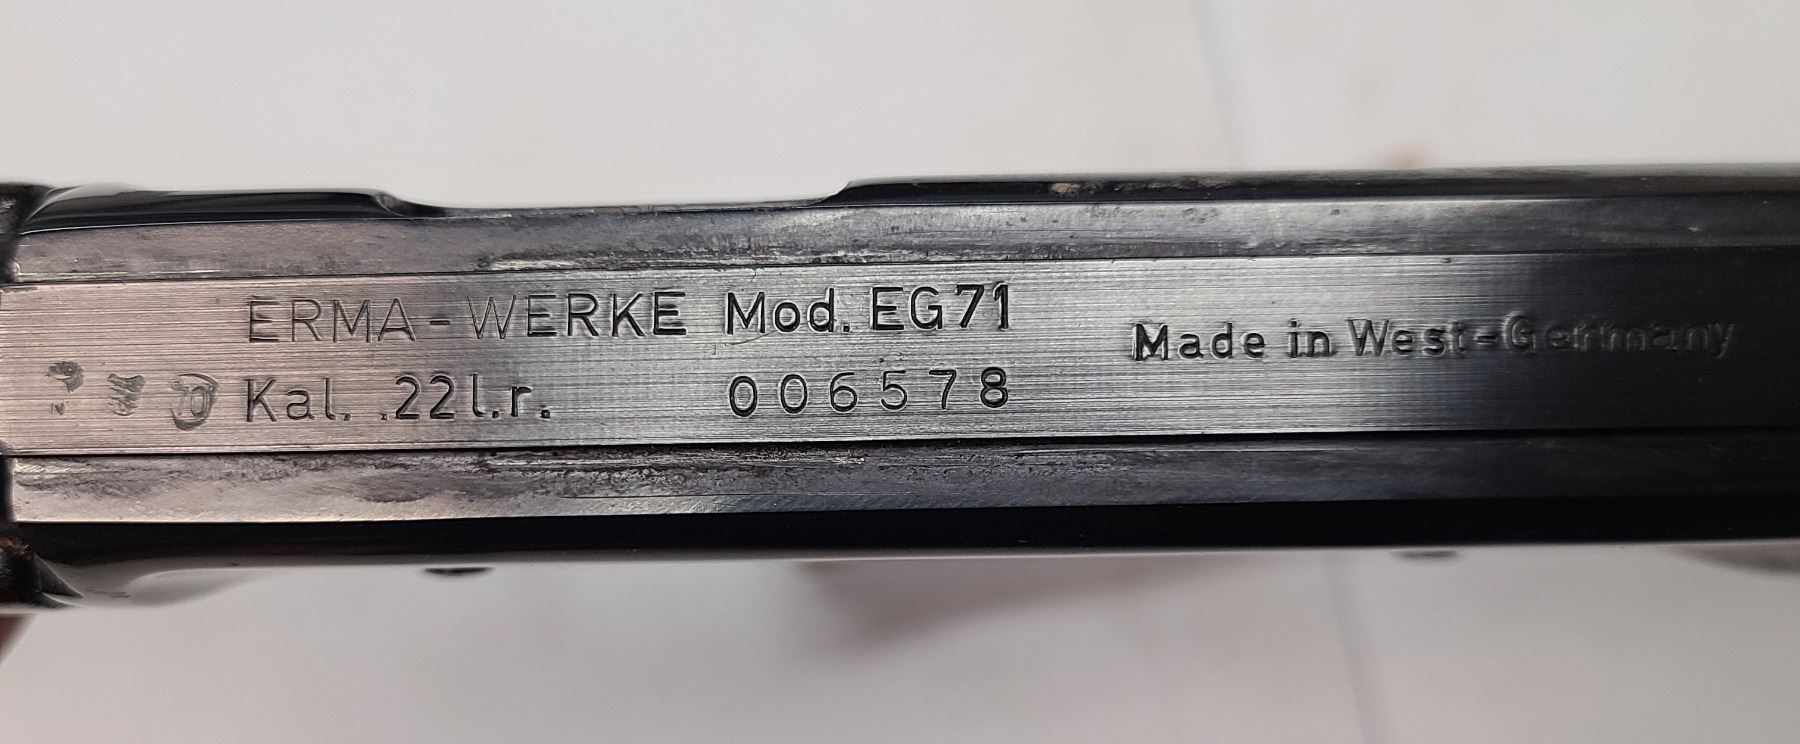 ERMA-WERKE Mod. EG71
Kal. .22 l.r. 006578
Made in West-Germany